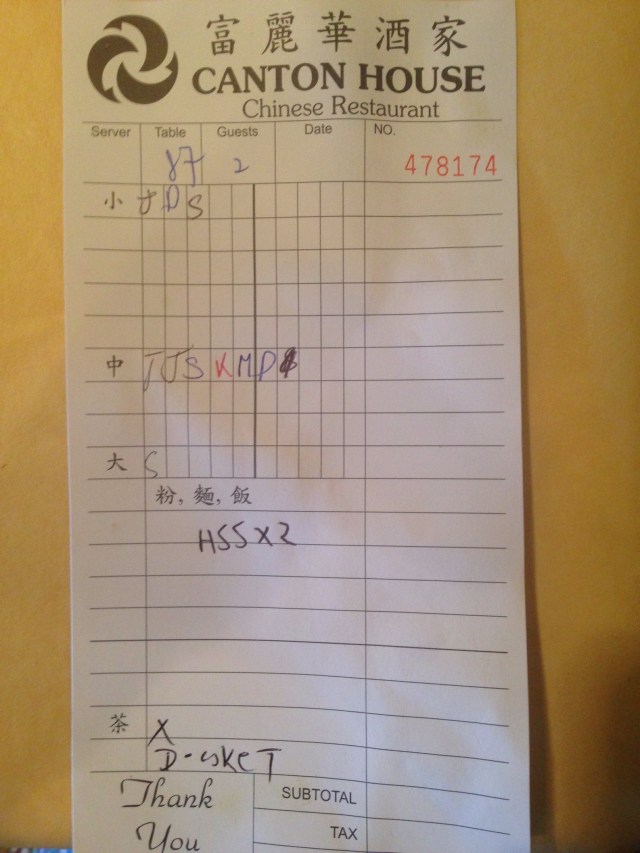 富麗華酒家
CANTON HOUSE
Chinese Restaurant
Server Table Guests Date NO.
87 2 478174
小 J D S
中 J J S K M D
大 S
粉, 麵, 飯
HSS X 2
茶 X
Thank
You
SUBTOTAL
TAX